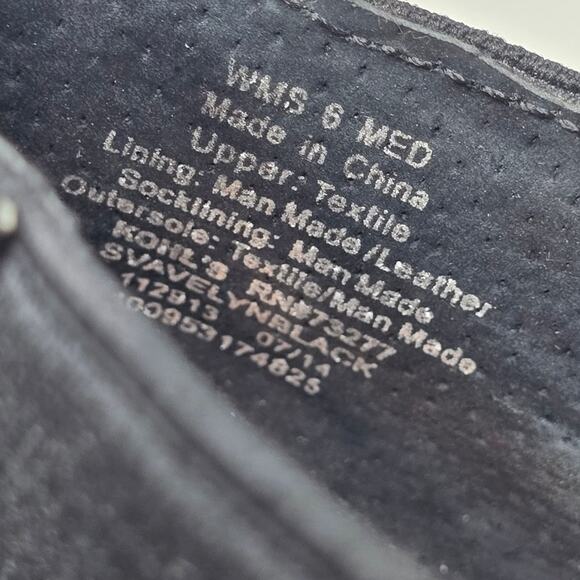 WMS 6 MED
Made in China
Upper: Textile
Lining: Man Made/Leather
Socklining: Man Made
Outersole: Textile/Man Made
KOHL'S RN#73277
SVAVELYNBLACK
112913 07/14
400953174825